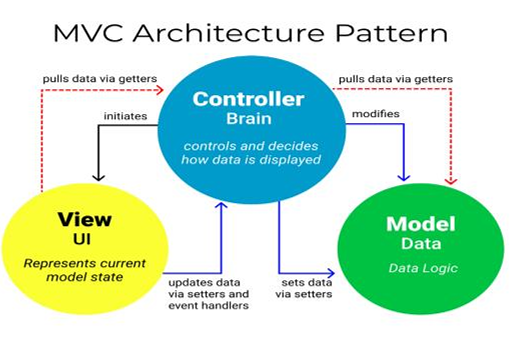 MVC Architecture Pattern
pulls data via getters
pulls data via getters
Controller
Brain
controls and decides
how data is displayed
initiates
modifies
View
UI
Represents current
model state
Model
Data
Data Logic
updates data
via setters and
event handlers
sets data
via setters